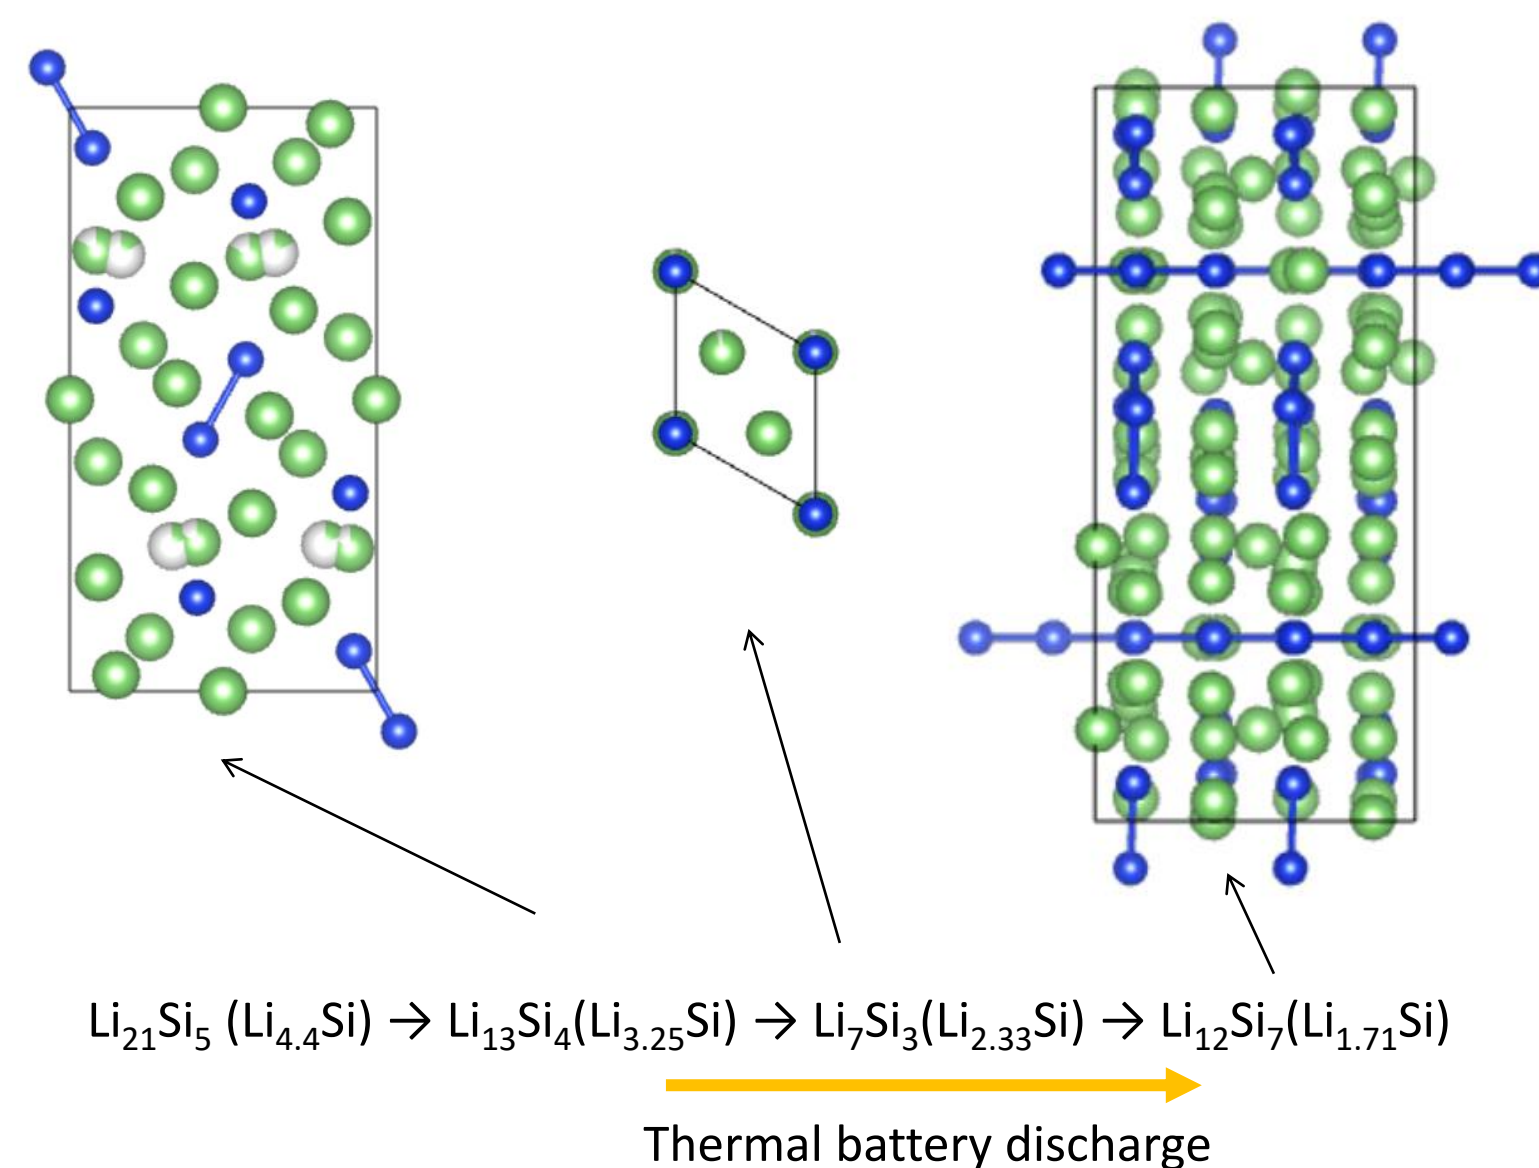 Li₂₁Si₅ (Li₄.₄Si) → Li₁₃Si₄(Li₃.₂₅Si) → Li₇Si₃(Li₂.₃₃Si) → Li₁₂Si₇(Li₁.₇₁Si)
Thermal battery discharge